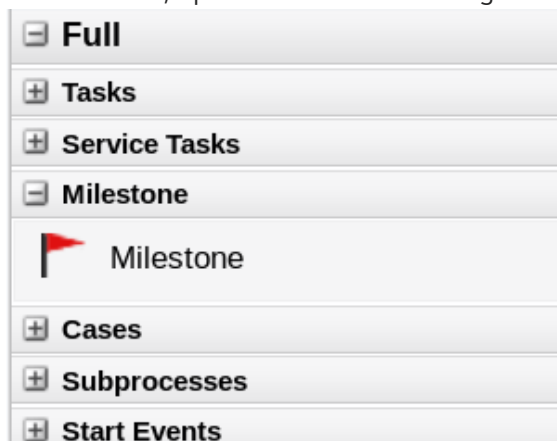 Full
Tasks
Service Tasks
Milestone
Milestone
Cases
Subprocesses
Start Events